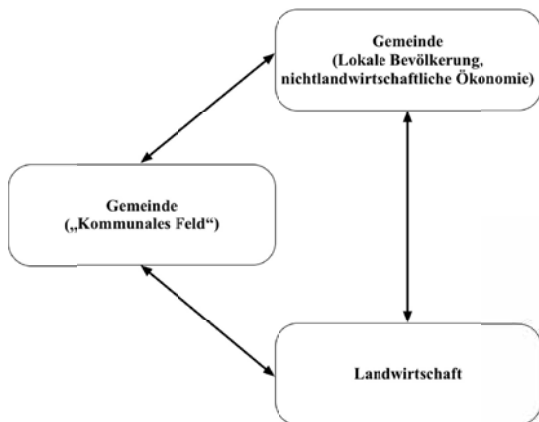 Gemeinde
(Lokale Bevölkerung,
nichtlandwirtschaftliche Ökonomie)
Gemeinde
(„Kommunales Feld“)
Landwirtschaft